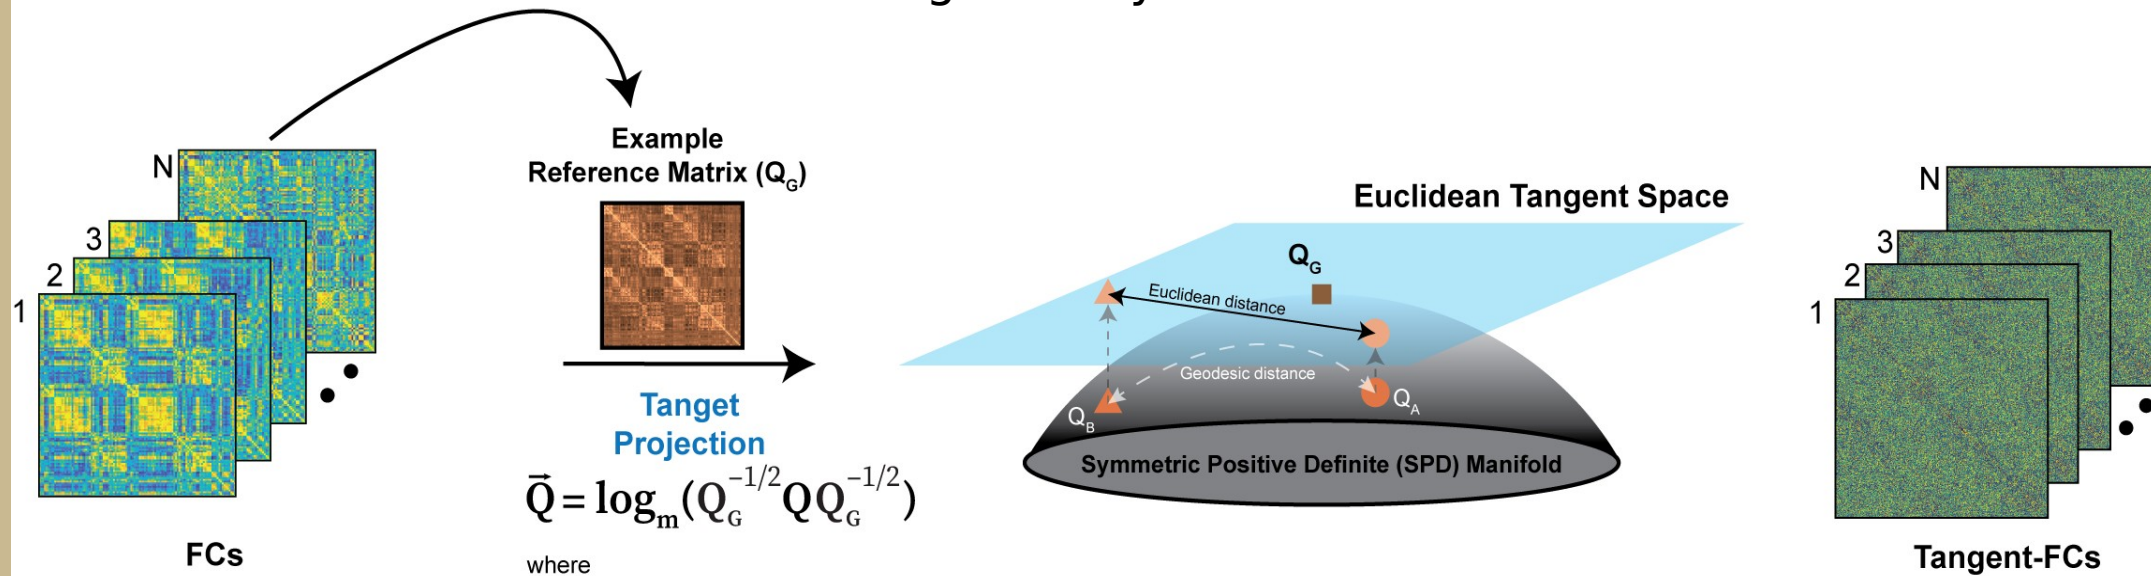 N
3
2
1
FCs
Example
Reference Matrix (Q_G)
Tanget
Projection
Q⃗ = log_m(Q_G^{-1/2}QQ_G^{-1/2})
where
Euclidean Tangent Space
Q_G
Euclidean distance
Geodesic distance
Q_B
Q_A
Symmetric Positive Definite (SPD) Manifold
N
3
2
1
Tangent-FCs